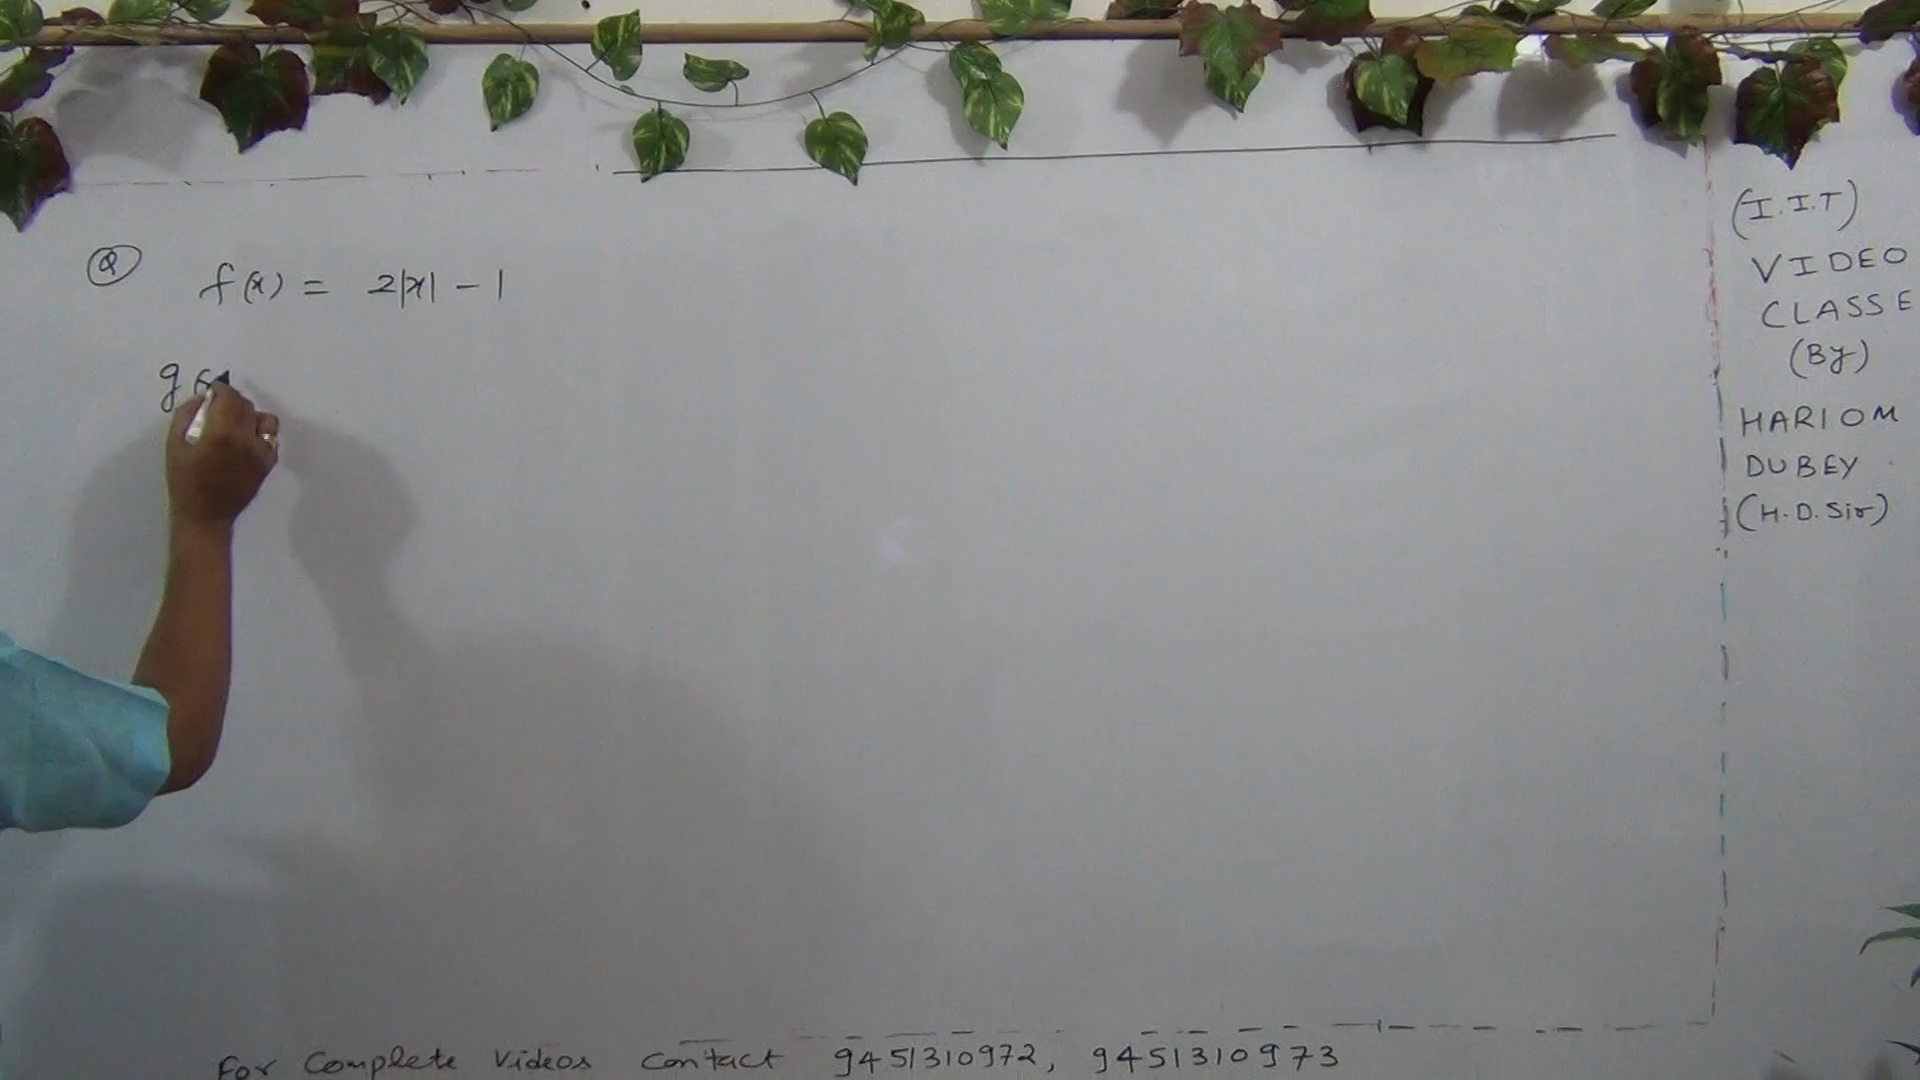 Q f(x) = 2|x| - 1
g(x
(I.I.T)
VIDEO
CLASSE
(By)
HARIOM
DUBEY
(H.D.Sir)
For Complete Videos Contact 9451310972, 9451310973